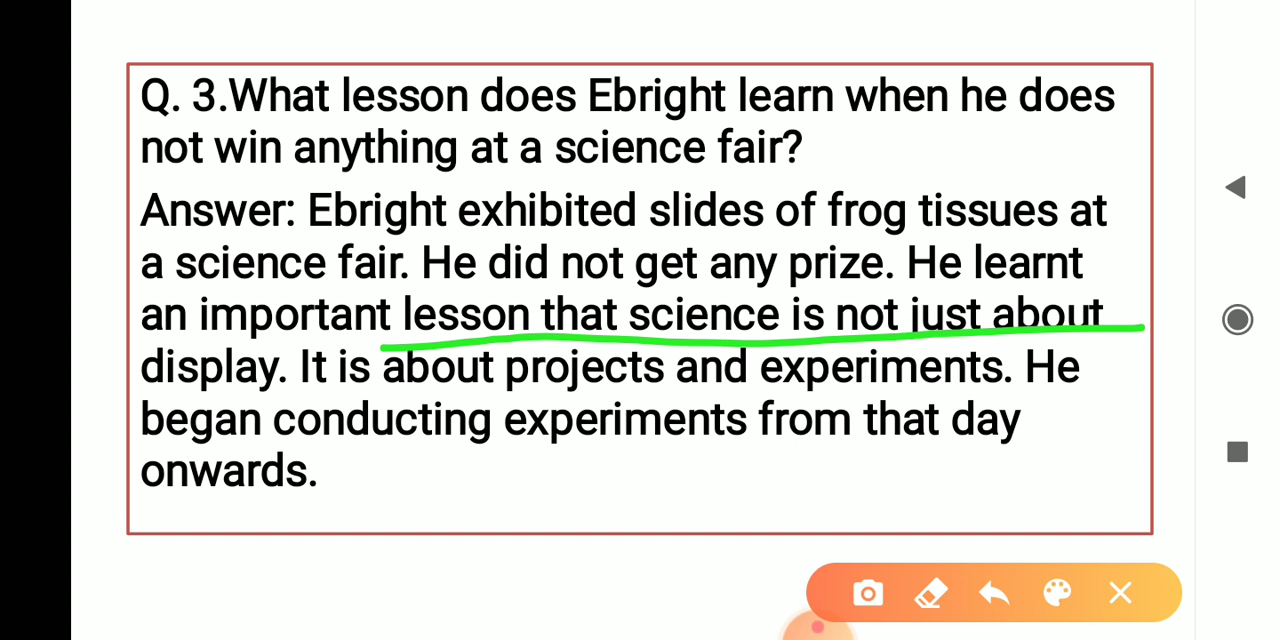 Q. 3.What lesson does Ebright learn when he does
not win anything at a science fair?
Answer: Ebright exhibited slides of frog tissues at
a science fair. He did not get any prize. He learnt
an important lesson that science is not just about
display. It is about projects and experiments. He
began conducting experiments from that day
onwards.